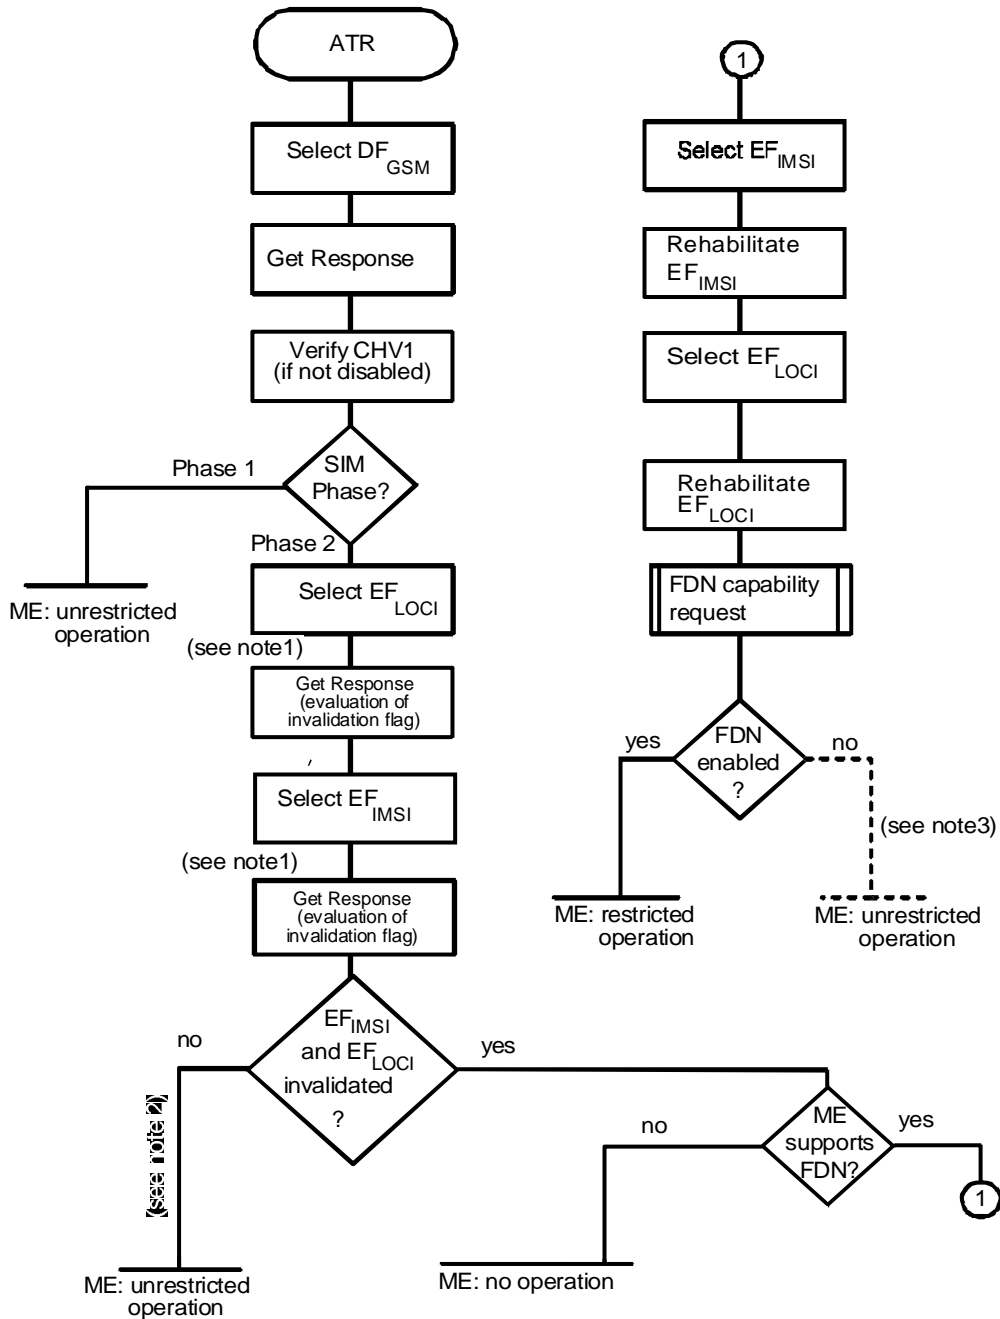 ATR
Select DF GSM
Get Response
Verify CHV1
(if not disabled)
SIM
Phase?
Phase 1
Phase 2
ME: unrestricted
operation
Select EF LOCI
(see note1)
Get Response
(evaluation of
invalidation flag)
Select EF IMSI
(see note1)
Get Response
(evaluation of
invalidation flag)
EF IMSI
and EF LOCI
invalidated
?
no
yes
(see note 2)
ME: unrestricted
operation
ME
supports
FDN?
no
yes
ME: no operation
1
1
Select EF IMSI
Rehabilitate
EF IMSI
Select EF LOCI
Rehabilitate
EF LOCI
FDN capability
request
FDN
enabled
?
yes
no
(see note3)
ME: restricted
operation
ME: unrestricted
operation